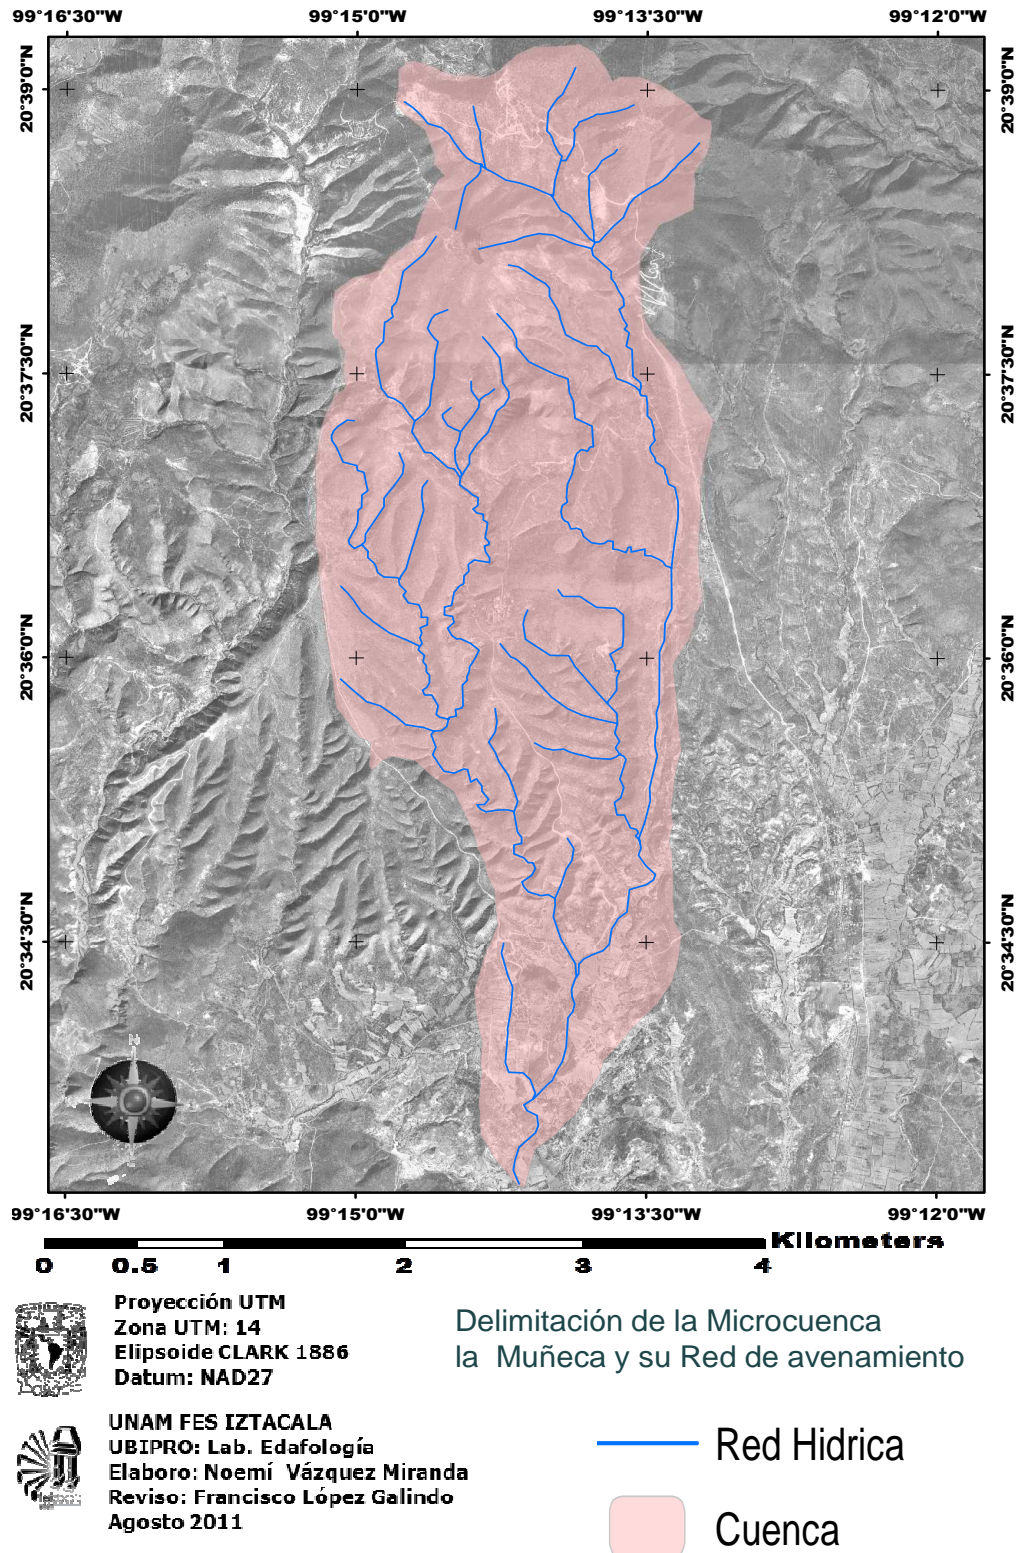 99°16'30"W 99°15'0"W 99°13'30"W 99°12'0"W
20°39'0"N 20°39'0"N
20°37'30"N 20°37'30"N
20°36'0"N 20°36'0"N
20°34'30"N 20°34'30"N
N
99°16'30"W 99°15'0"W 99°13'30"W 99°12'0"W
Kilometers
0 0.5 1 2 3 4
Proyección UTM
Zona UTM: 14
Elipsoide CLARK 1886
Datum: NAD27
Delimitación de la Microcuenca
la Muñeca y su Red de avenamiento
UNAM FES IZTACALA
UBIPRO: Lab. Edafología
Elaboro: Noemí Vázquez Miranda
Reviso: Francisco López Galindo
Agosto 2011
Red Hidrica
Cuenca